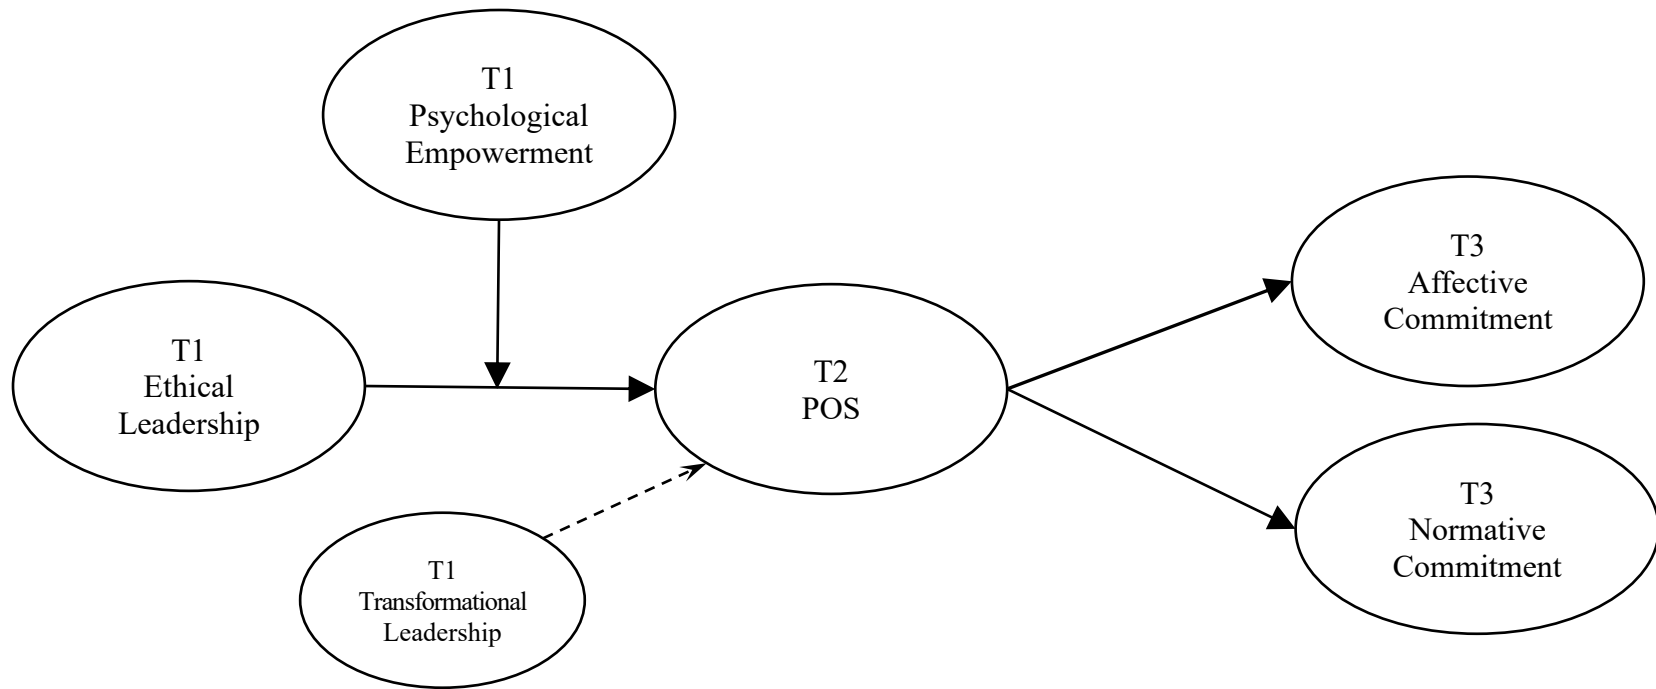 T1
Psychological
Empowerment
T1
Ethical
Leadership
T2
POS
T1
Transformational
Leadership
T3
Affective
Commitment
T3
Normative
Commitment